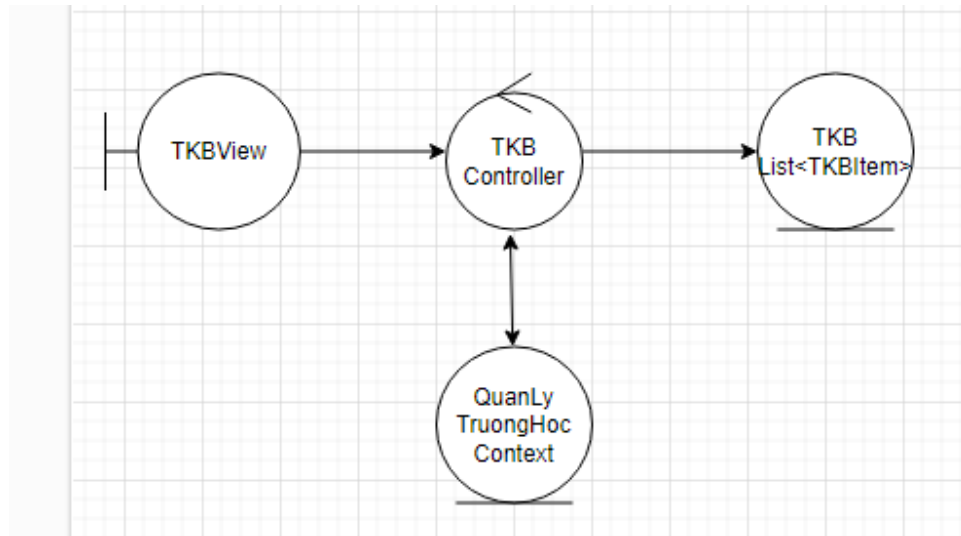 TKBView
TKB
Controller
TKB
List<TKBItem>
QuanLy
TruongHoc
Context